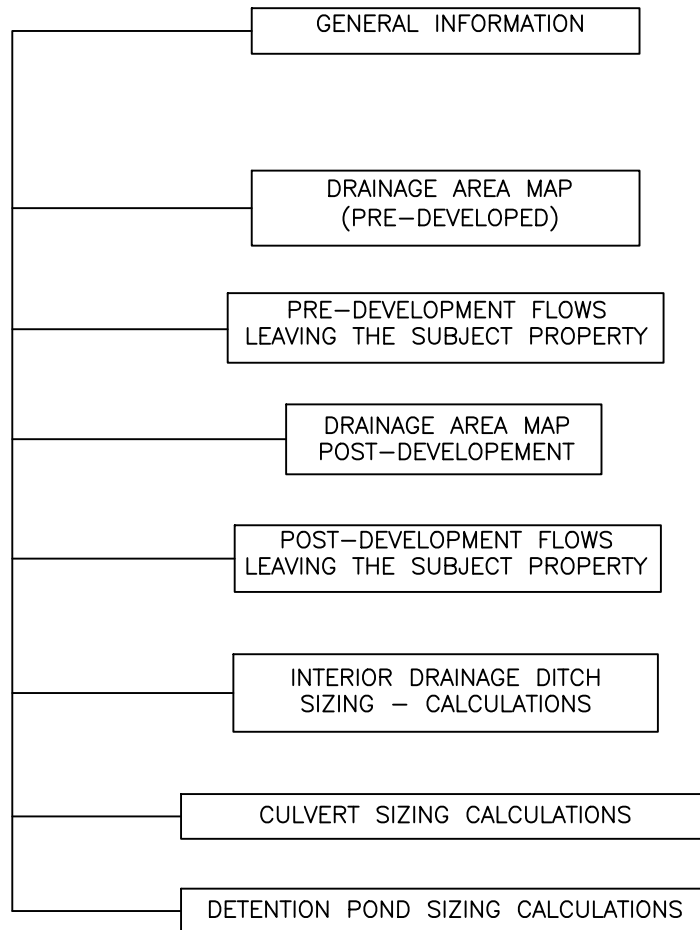 GENERAL INFORMATION
DRAINAGE AREA MAP
(PRE-DEVELOPED)
PRE-DEVELOPMENT FLOWS
LEAVING THE SUBJECT PROPERTY
DRAINAGE AREA MAP
POST-DEVELOPEMENT
POST-DEVELOPMENT FLOWS
LEAVING THE SUBJECT PROPERTY
INTERIOR DRAINAGE DITCH
SIZING - CALCULATIONS
CULVERT SIZING CALCULATIONS
DETENTION POND SIZING CALCULATIONS